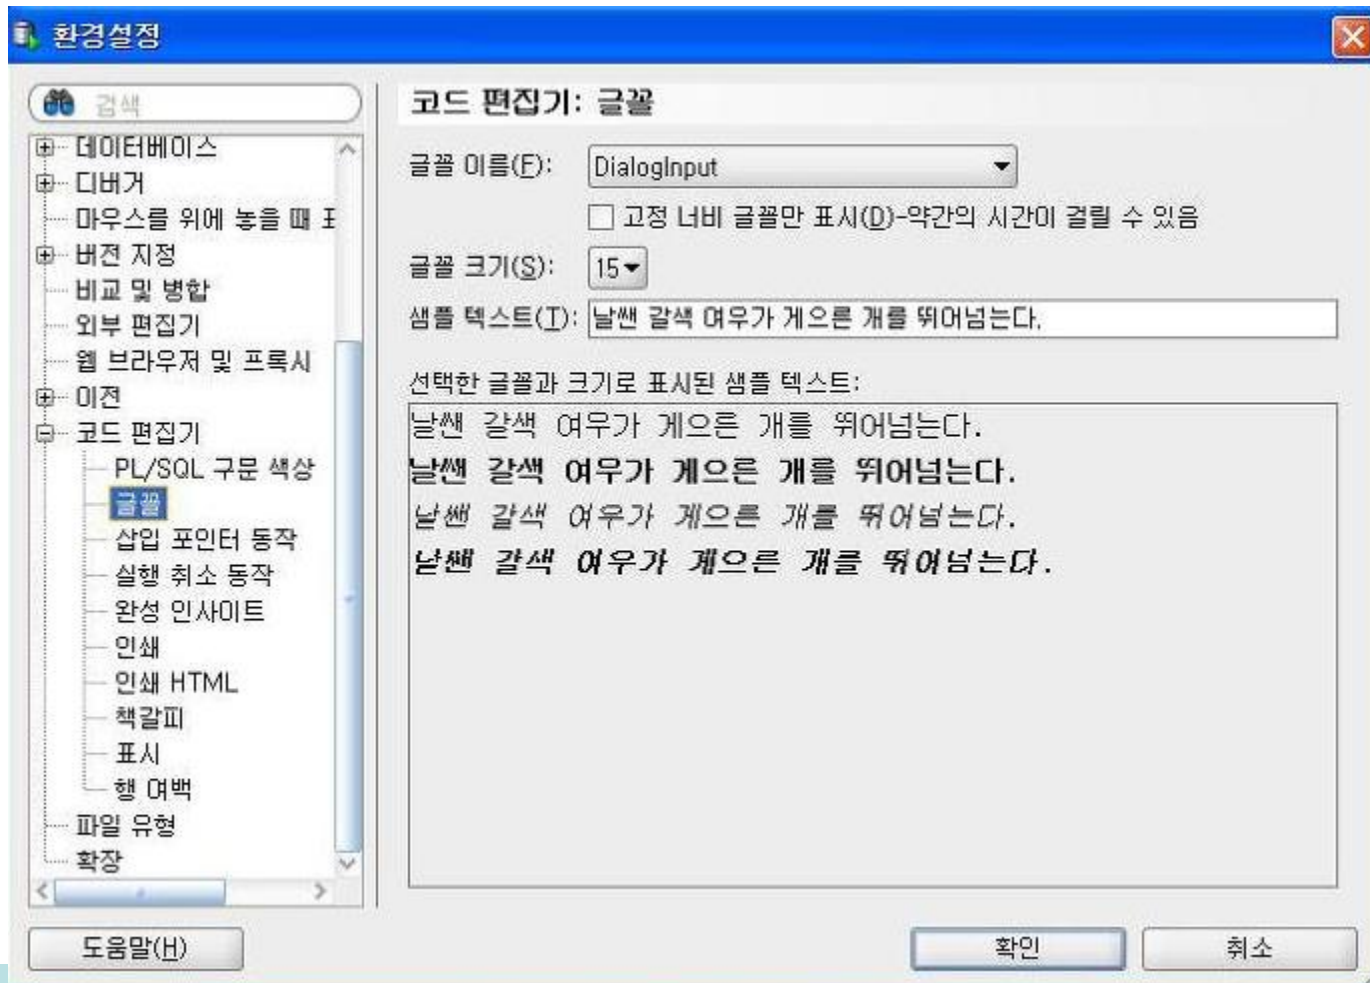 환경설정
검색
데이터베이스
디버거
마우스를 위에 놓을 때 표
버전 지정
비교 및 병합
외부 편집기
웹 브라우저 및 프록시
이전
코드 편집기
PL/SQL 구문 색상
글꼴
삽입 포인터 동작
실행 취소 동작
완성 인사이트
인쇄
인쇄 HTML
책갈피
표시
행 여백
파일 유형
확장
코드 편집기: 글꼴
글꼴 이름(F): DialogInput
고정 너비 글꼴만 표시(D)-약간의 시간이 걸릴 수 있음
글꼴 크기(S): 15
샘플 텍스트(T): 날쌘 갈색 여우가 게으른 개를 뛰어넘는다.
선택한 글꼴과 크기로 표시된 샘플 텍스트:
날쌘 갈색 여우가 게으른 개를 뛰어넘는다.
날쌘 갈색 여우가 게으른 개를 뛰어넘는다.
날쌘 갈색 여우가 게으른 개를 뛰어넘는다.
날쌘 갈색 여우가 게으른 개를 뛰어넘는다.
도움말(H) 확인 취소